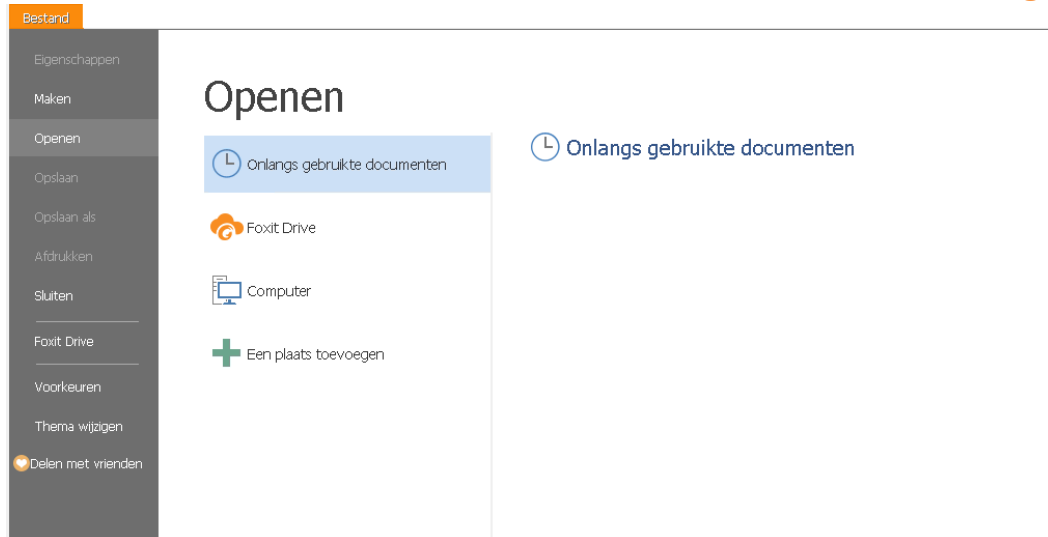 Bestand
Eigenschappen
Maken
Openen
Opslaan
Opslaan als
Afdrukken
Sluiten
Foxit Drive
Voorkeuren
Thema wijzigen
Delen met vrienden
Openen
Onlangs gebruikte documenten
Foxit Drive
Computer
Een plaats toevoegen
Onlangs gebruikte documenten